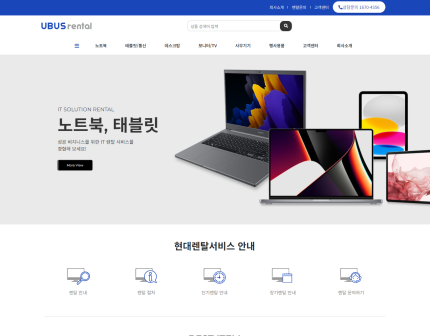 회사소개
렌탈문의
고객센터
상담문의 1670-4356
UBUS rental
상품 검색어 입력
노트북
태블릿/통신
데스크탑
모니터/TV
사무기기
행사용품
고객센터
회사소개
IT SOLUTION RENTAL
노트북, 태블릿
성공 비지니스를 위한 IT 렌탈 서비스를
경험해 보세요!
More View
현대렌탈서비스 안내
렌탈 안내
렌탈 절차
단기렌탈 안내
장기렌탈 안내
렌탈 문의하기